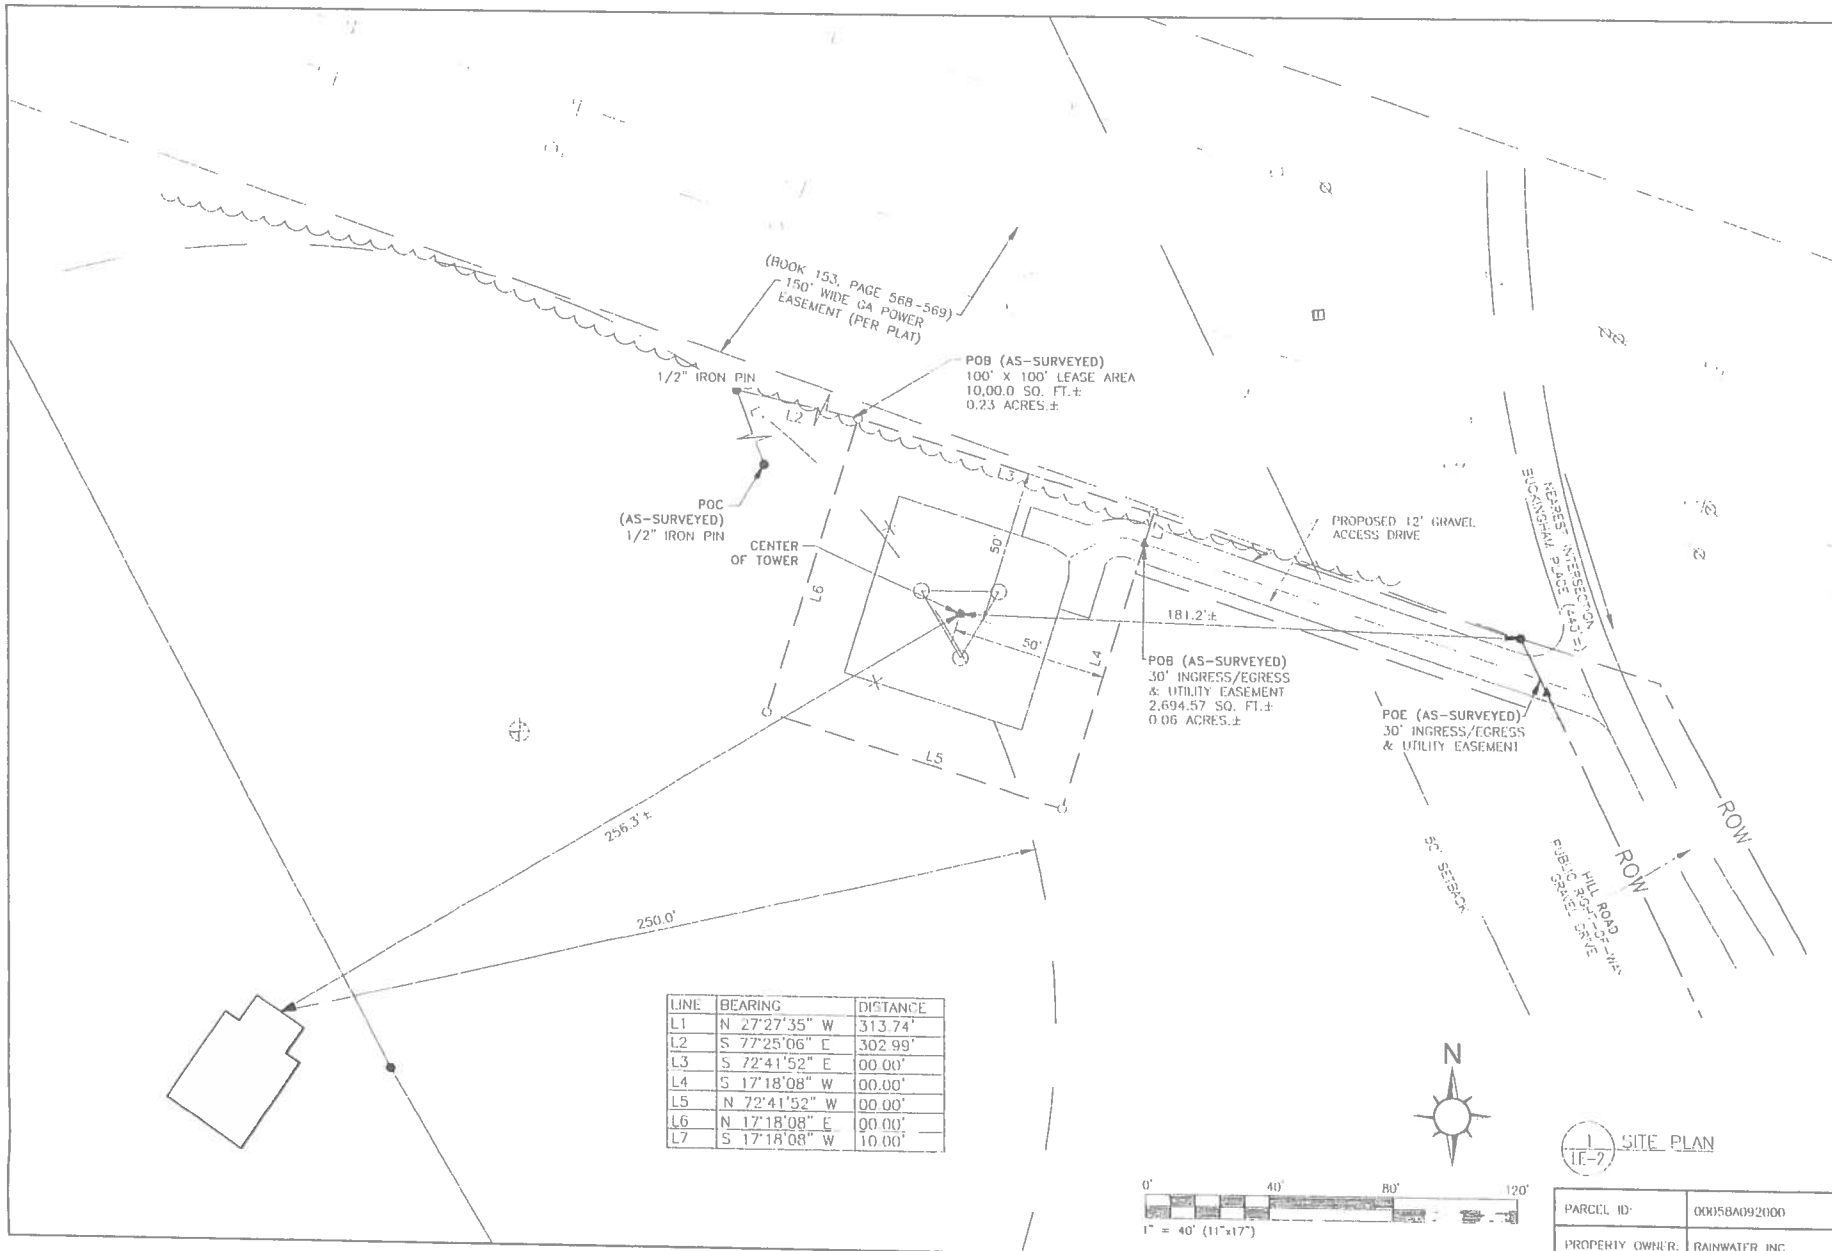 (BOOK 153, PAGE 568-569)
150' WIDE GA POWER
EASEMENT (PER PLAT)
1/2" IRON PIN
L2
POB (AS-SURVEYED)
100' X 100' LEASE AREA
10,00.0 SQ. FT.±
0.23 ACRES.±
L3
POC
(AS-SURVEYED)
1/2" IRON PIN
CENTER
OF TOWER
50'
L6
50'
L4
L5
PROPOSED 12' GRAVEL
ACCESS DRIVE
181.2'±
NEAREST INTERSECTION
BUCKINGHAM PLACE
POB (AS-SURVEYED)
30' INGRESS/EGRESS
& UTILITY EASEMENT
2,694.57 SQ. FT.±
0.06 ACRES.±
POE (AS-SURVEYED)
30' INGRESS/EGRESS
& UTILITY EASEMENT
256.3'±
250.0'
50' SETBACK
ROW
ROW
HILL ROAD
PUBLIC RIGHT-OF-WAY
GRAVEL DRIVE
LINE BEARING DISTANCE
L1 N 27°27'35" W 313.74'
L2 S 77°25'06" E 302.99'
L3 S 72°41'52" E 00.00'
L4 S 17°18'08" W 00.00'
L5 N 72°41'52" W 00.00'
L6 N 17°18'08" E 00.00'
L7 S 17°18'08" W 10.00'
N
0' 40' 80' 120'
1" = 40' (11"x17")
1 SITE PLAN
LE-2
PARCEL ID: 00058A092000
PROPERTY OWNER: RAINWATER INC